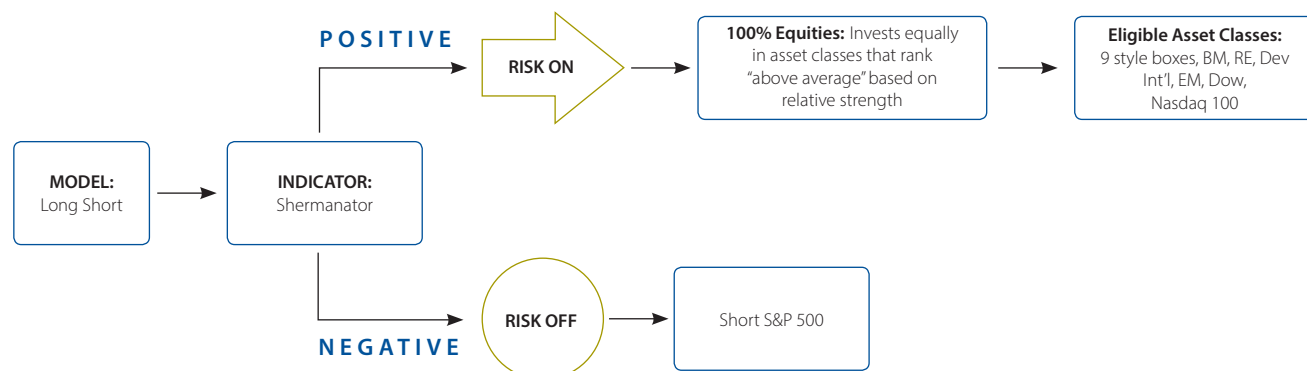 MODEL:
Long Short
INDICATOR:
Shermanator
POSITIVE
RISK ON
100% Equities: Invests equally
in asset classes that rank
“above average” based on
relative strength
Eligible Asset Classes:
9 style boxes, BM, RE, Dev
Int’l, EM, Dow,
Nasdaq 100
NEGATIVE
RISK OFF
Short S&P 500